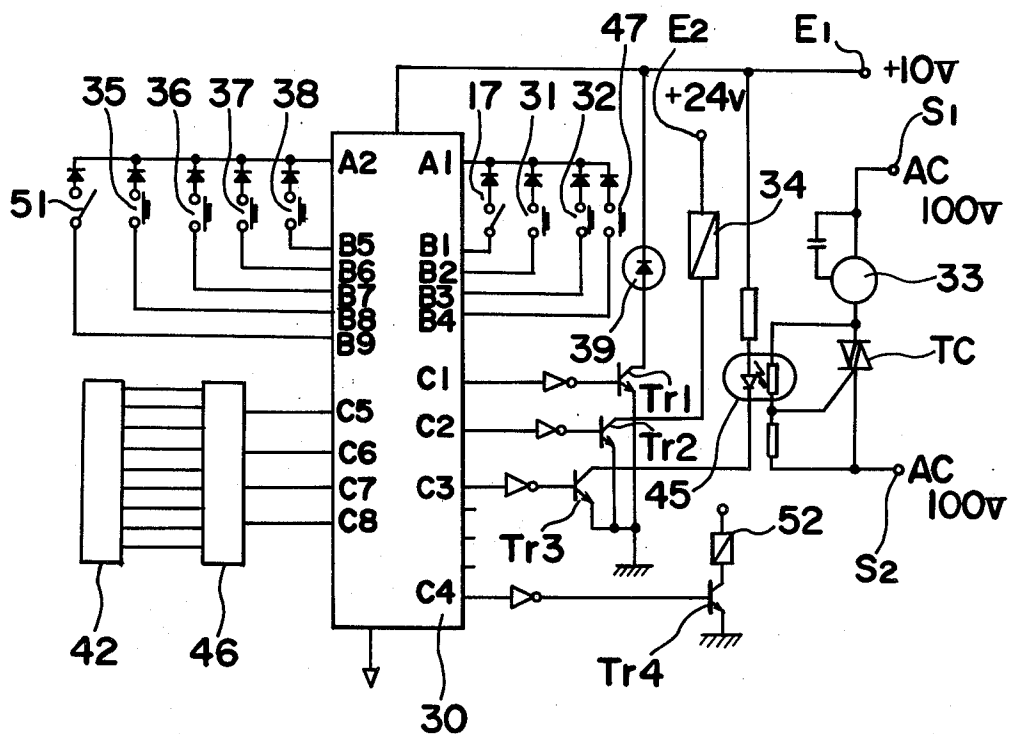 47 E2 E1
+10V
35 36 37 38 17 31 32 +24V S1
A2 A1 AC
100V
51 34
B5 B1
B6 B2
B7 B3
B8 B4
B9
33
39 TC
C1 Tr1
C5 C2 Tr2
C6
C7 C3 45 AC
100V
C8 Tr3 52 S2
C4
42 46 Tr4
30